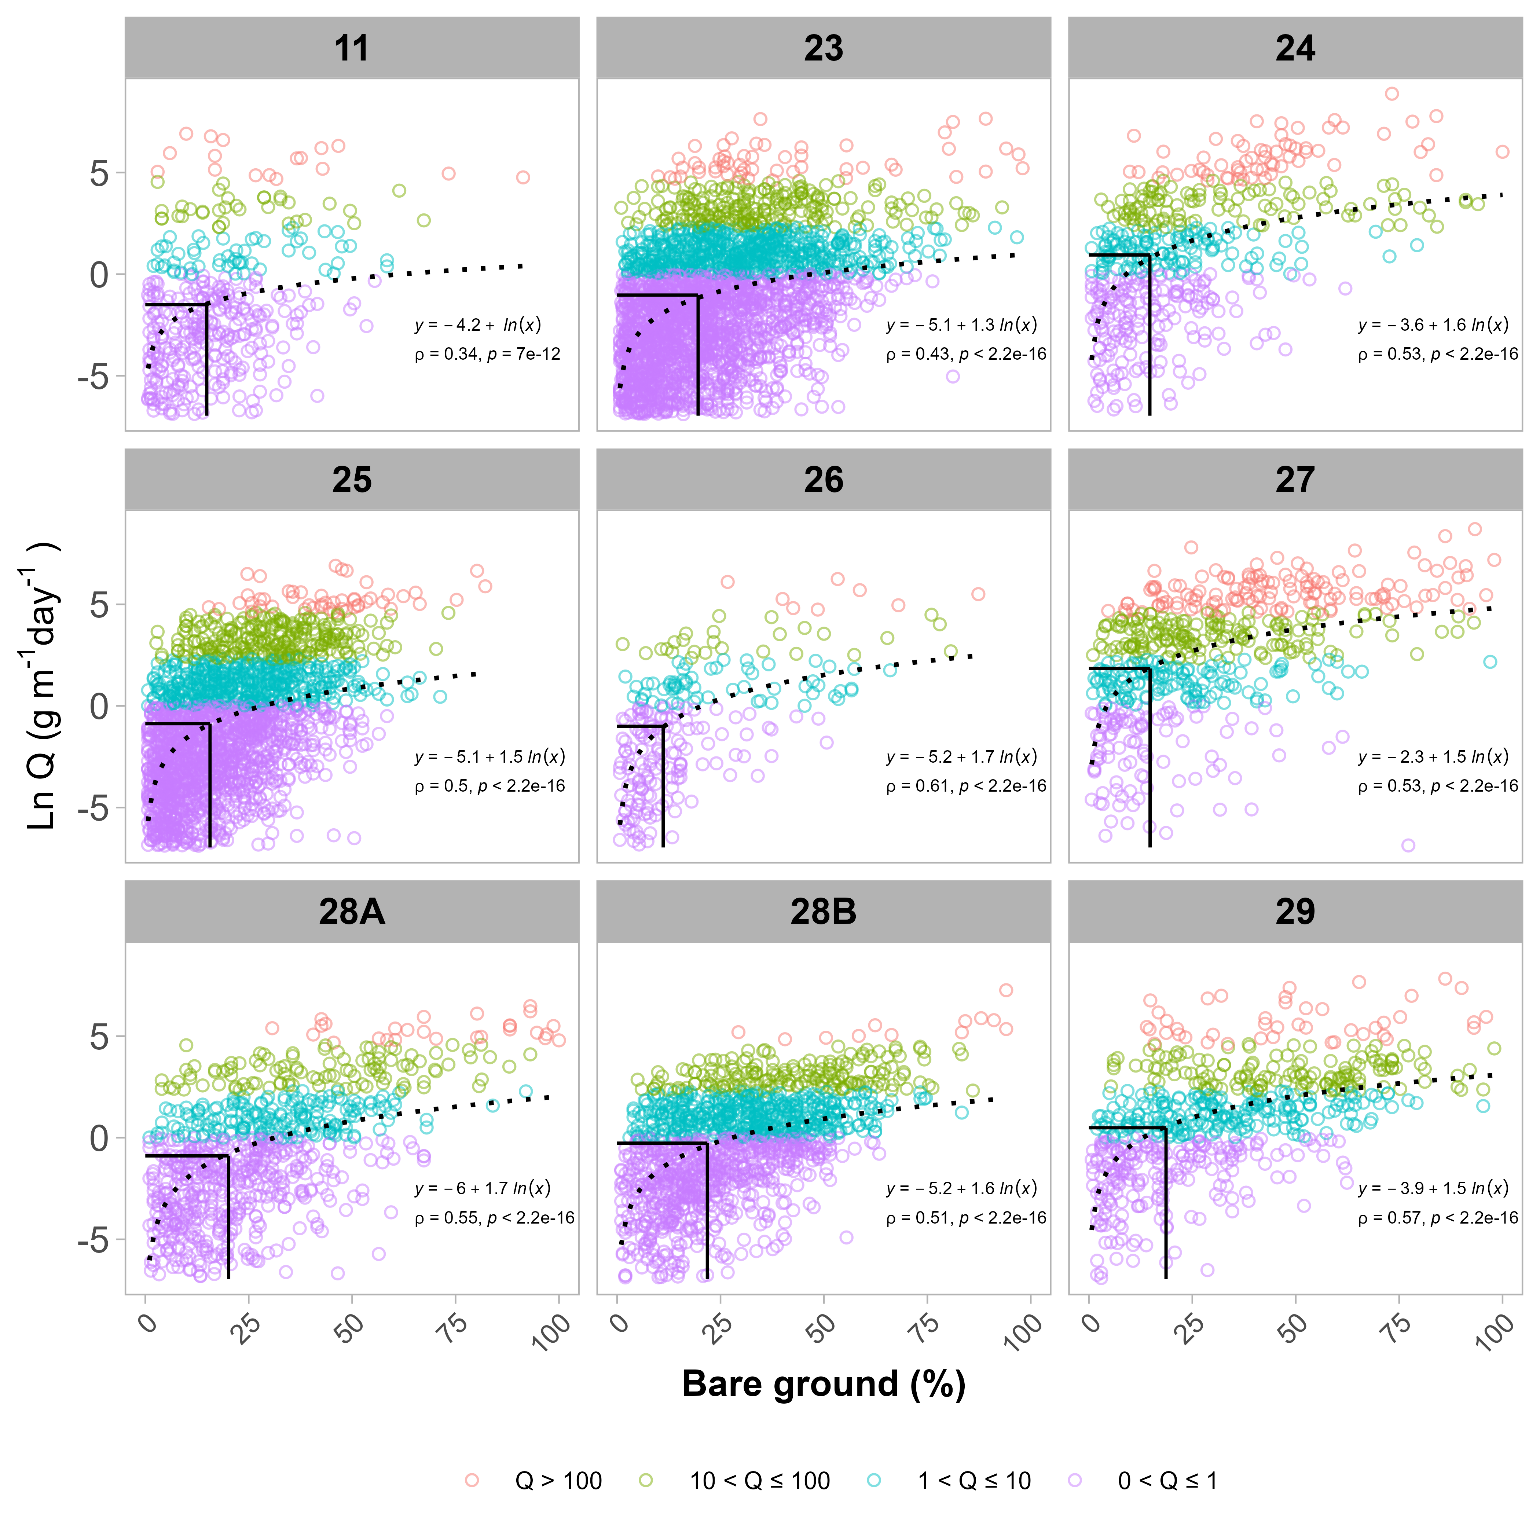 11 23 24
5
0
-5
y = −4.2 + ln(x)
ρ = 0.34, p = 7e-12
y = −5.1 + 1.3 ln(x)
ρ = 0.43, p < 2.2e-16
y = −3.6 + 1.6 ln(x)
ρ = 0.53, p < 2.2e-16
25 26 27
5
0
-5
y = −5.1 + 1.5 ln(x)
ρ = 0.5, p < 2.2e-16
y = −5.2 + 1.7 ln(x)
ρ = 0.61, p < 2.2e-16
y = −2.3 + 1.5 ln(x)
ρ = 0.53, p < 2.2e-16
Ln Q (g m⁻¹day⁻¹ )
28A 28B 29
5
0
-5
y = −6 + 1.7 ln(x)
ρ = 0.55, p < 2.2e-16
y = −5.2 + 1.6 ln(x)
ρ = 0.51, p < 2.2e-16
y = −3.9 + 1.5 ln(x)
ρ = 0.57, p < 2.2e-16
0 25 50 75 100 0 25 50 75 100 0 25 50 75 100
Bare ground (%)
Q > 100 10 < Q ≤ 100 1 < Q ≤ 10 0 < Q ≤ 1